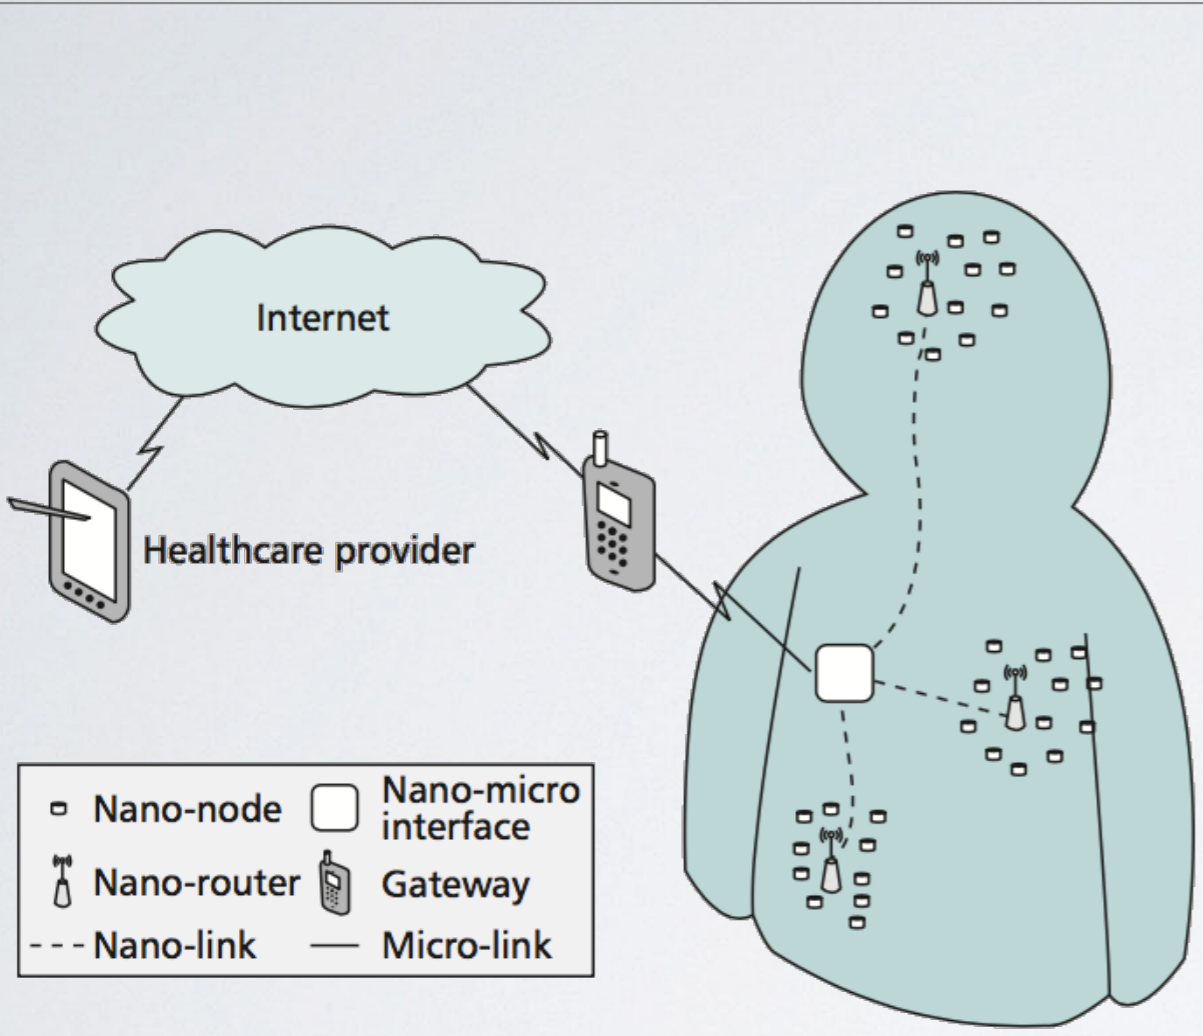 Internet
Healthcare provider
Nano-node
Nano-micro
interface
Nano-router
Gateway
Nano-link
Micro-link